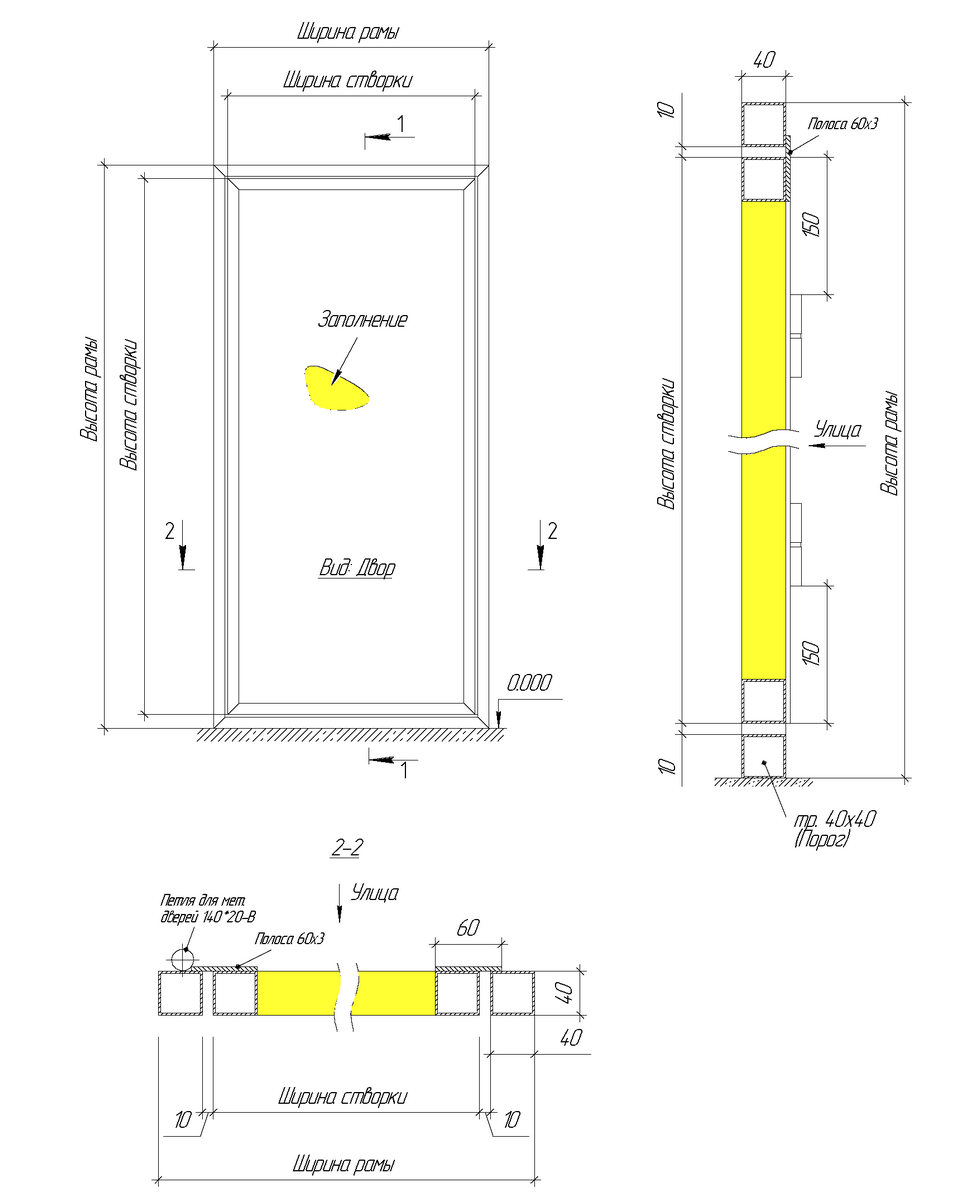 Ширина рамы
Ширина створки
1
Высота рамы
Высота створки
Заполнение
2
2
Вид: Двор
0.000
1
40
10
Полоса 60х3
150
Высота створки
Улица
Высота рамы
150
10
тр. 40х40
(Порог)
2-2
Улица
Петля для мет.
дверей 140*20-В
Полоса 60х3
60
40
40
Ширина створки
10
10
Ширина рамы